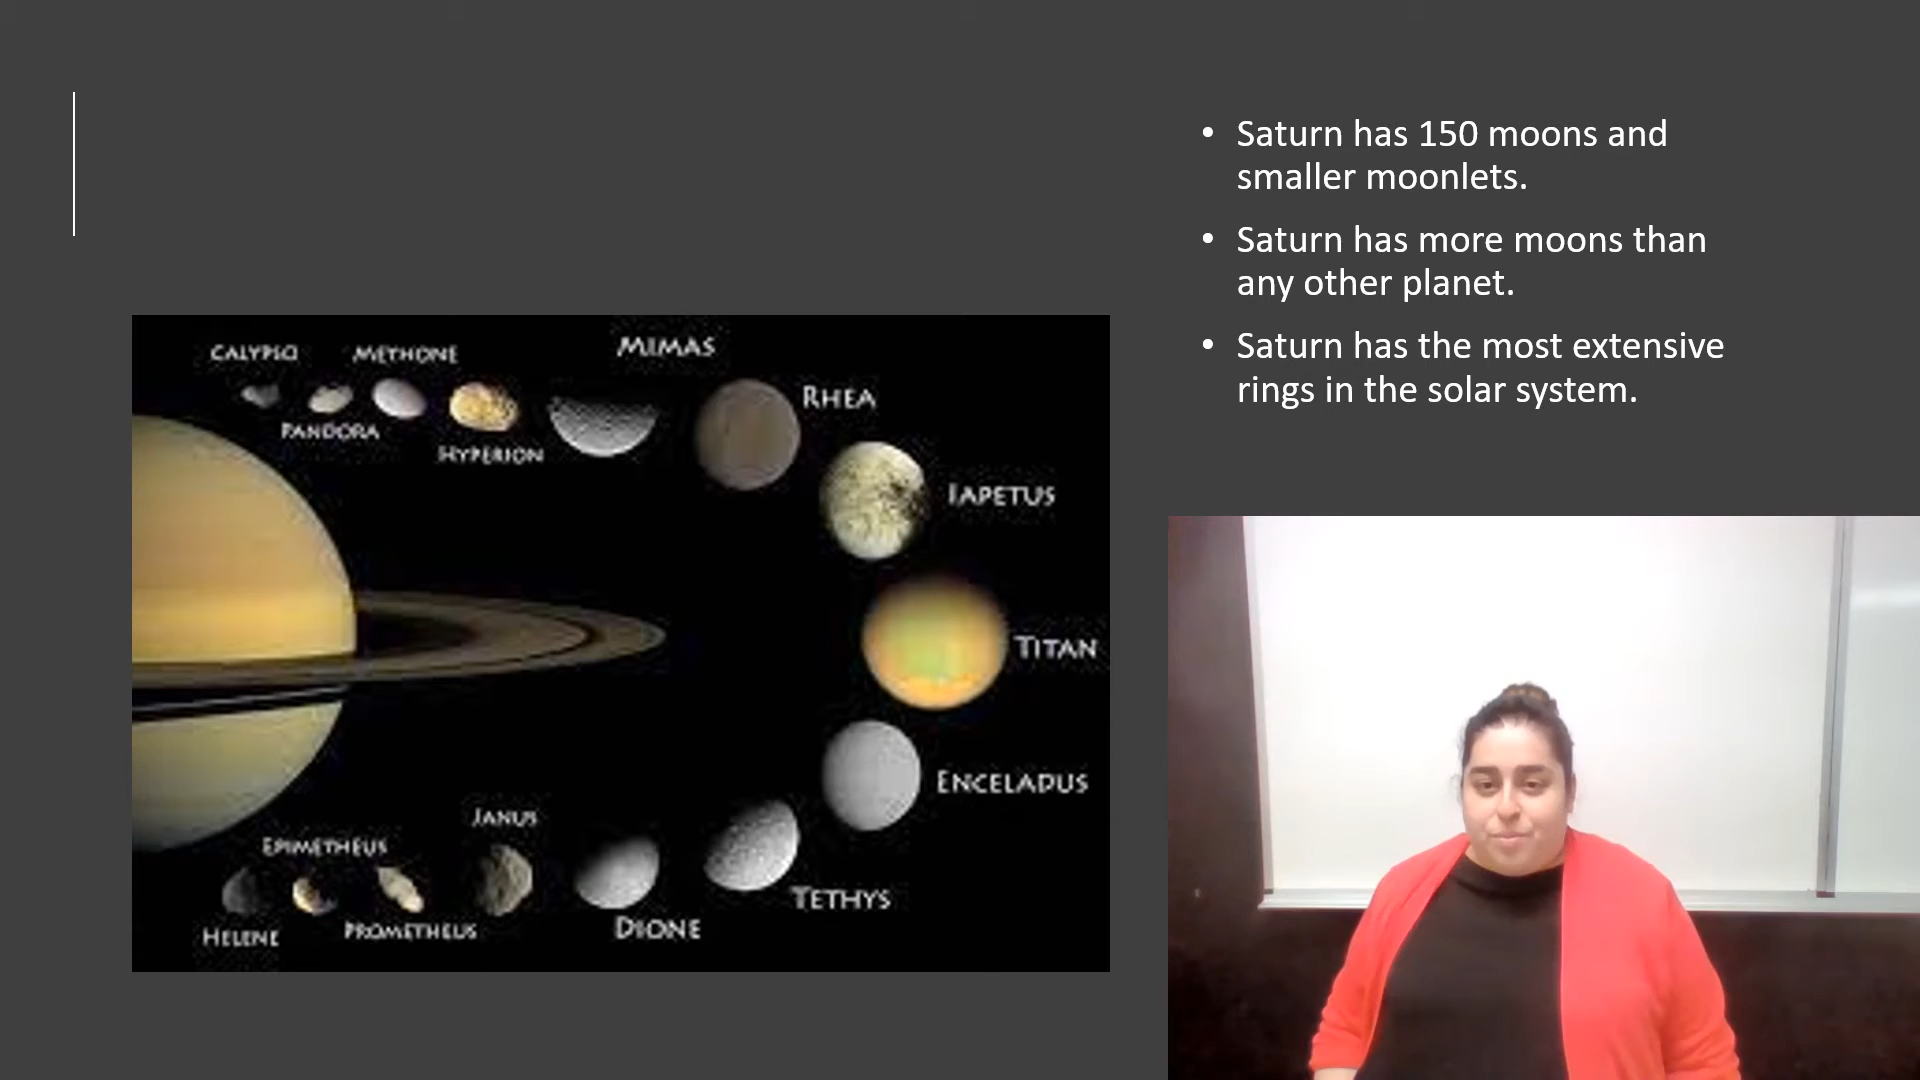 • Saturn has 150 moons and
smaller moonlets.
• Saturn has more moons than
any other planet.
• Saturn has the most extensive
rings in the solar system.
CALYPSO
METHONE
MIMAS
RHEA
PANDORA
HYPERION
IAPETUS
TITAN
ENCELADUS
JANUS
EPIMETHEUS
TETHYS
DIONE
PROMETHEUS
HELENE